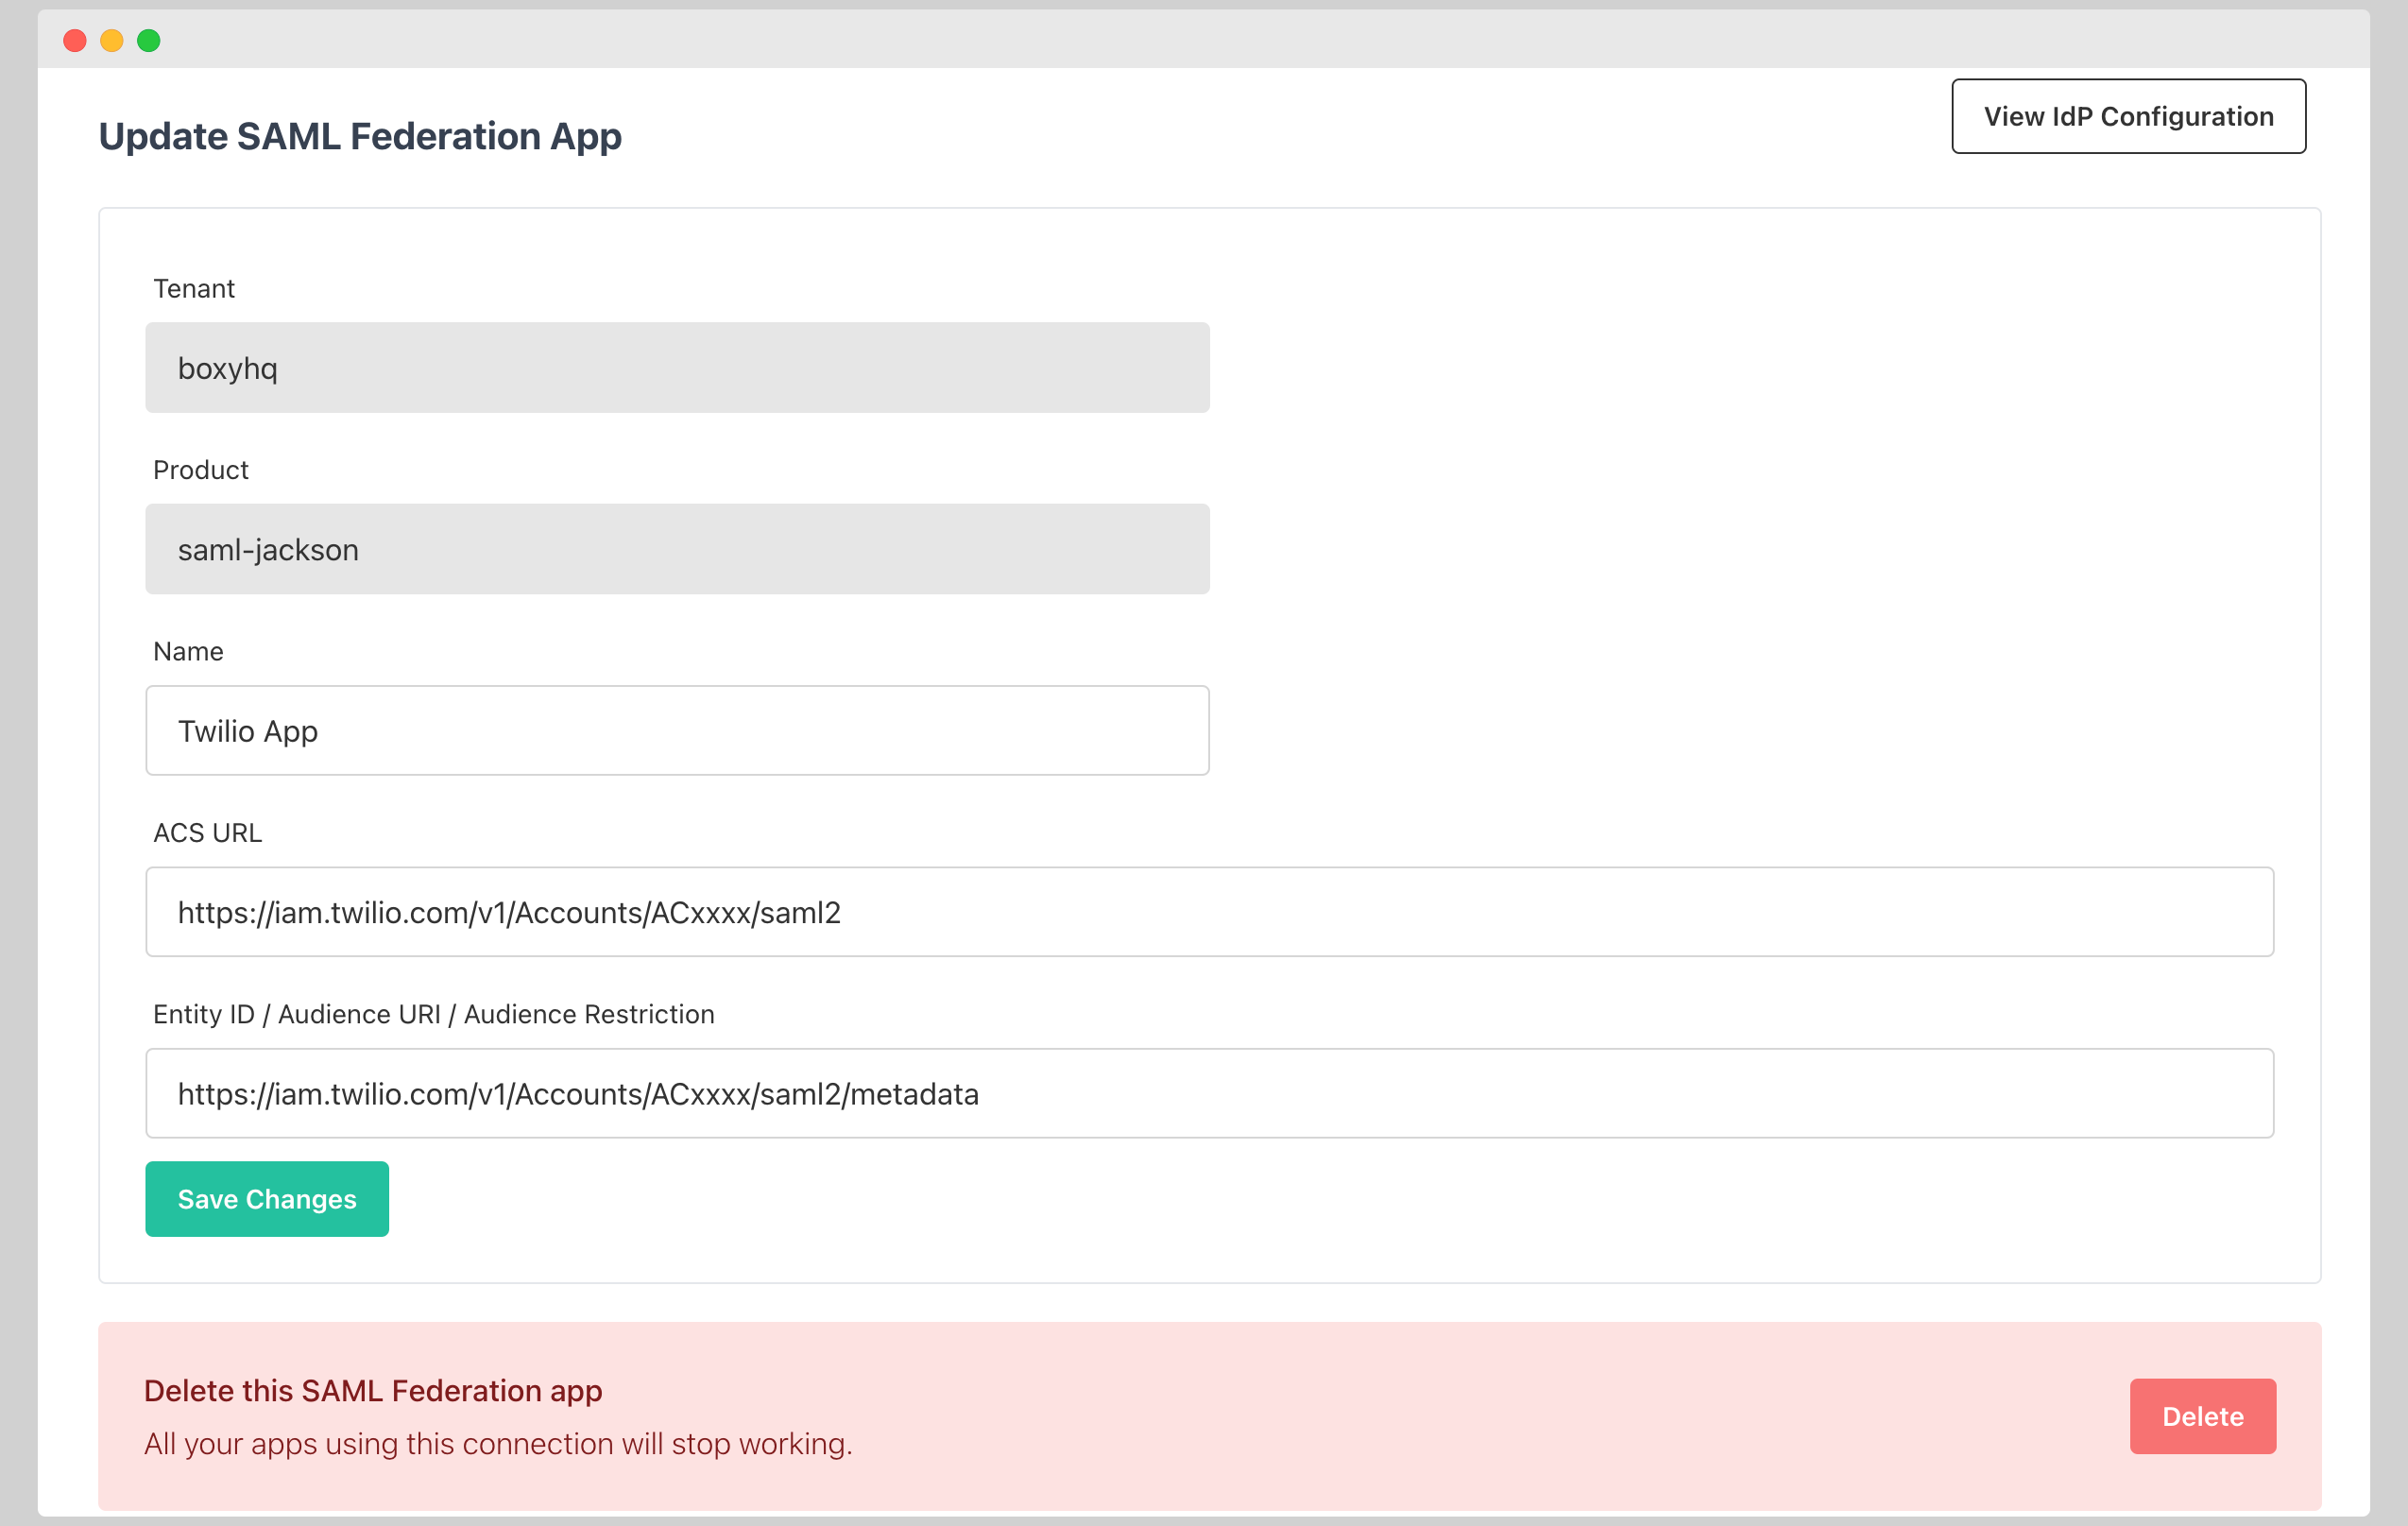 Update SAML Federation App
View IdP Configuration
Tenant
boxyhq
Product
saml-jackson
Name
Twilio App
ACS URL
https://iam.twilio.com/v1/Accounts/ACxxxx/saml2
Entity ID / Audience URI / Audience Restriction
https://iam.twilio.com/v1/Accounts/ACxxxx/saml2/metadata
Save Changes
Delete this SAML Federation app
All your apps using this connection will stop working.
Delete